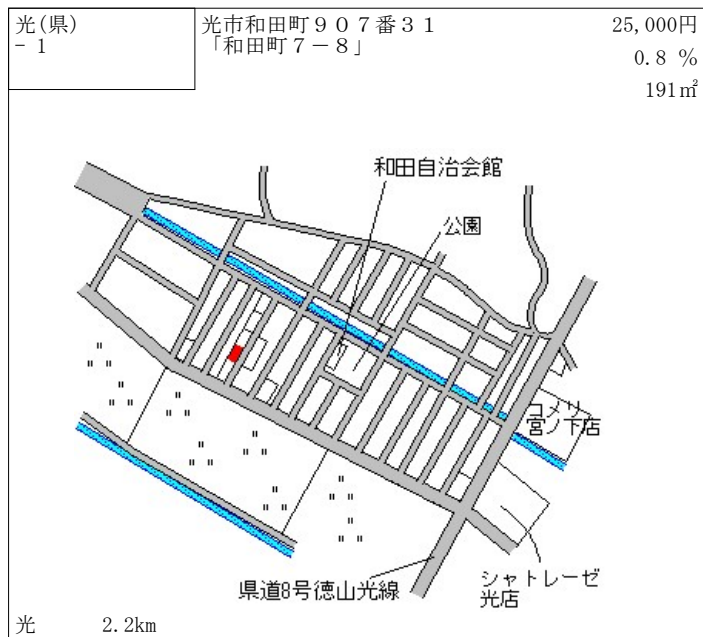 光(県)
- 1
光市和田町９０７番３１
「和田町７－８」
25,000円
0.8 %
191㎡
和田自治会館
公園
コメリ
宮ノ下店
県道8号徳山光線
シャトレーゼ
光店
光 2.2km